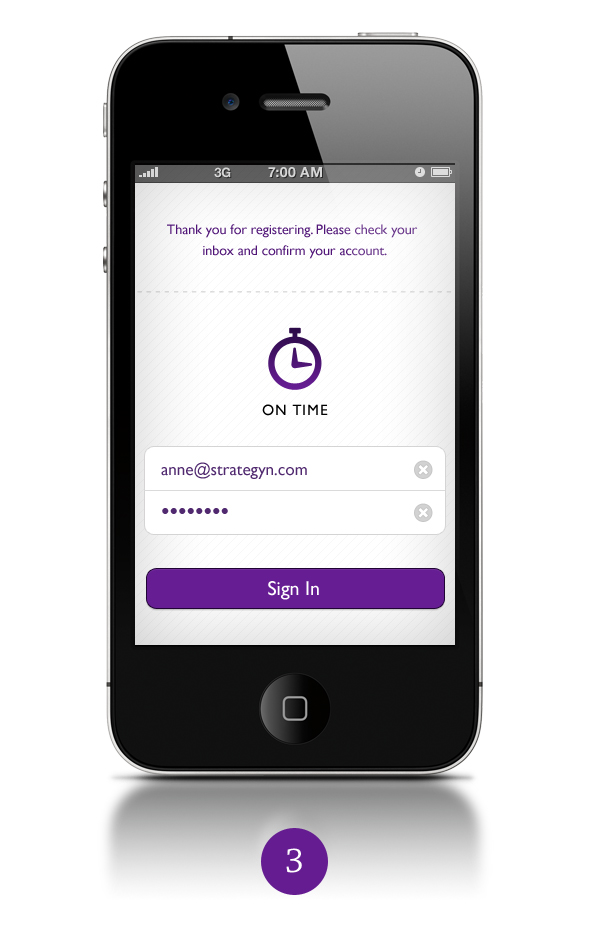 3G 7:00 AM
Thank you for registering. Please check your
inbox and confirm your account.
ON TIME
anne@strategyn.com
••••••••
Sign In
3